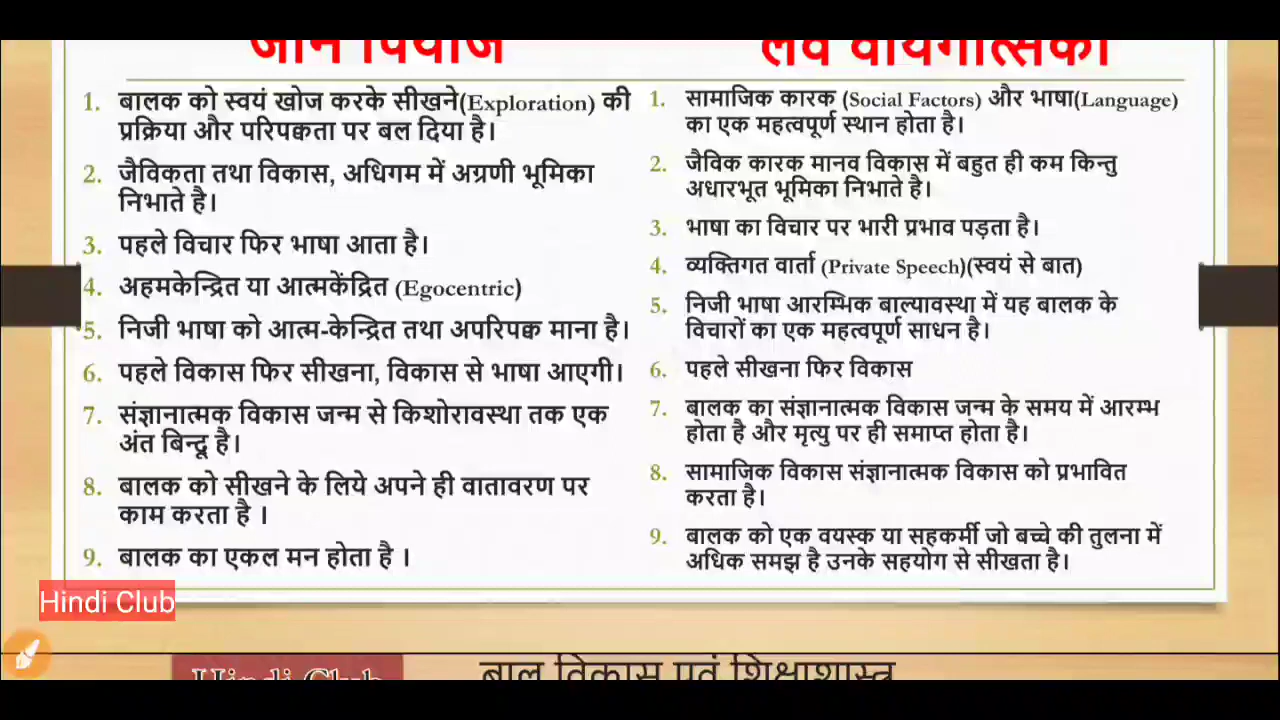 जीन पियाजे
1. बालक को स्वयं खोज करके सीखने(Exploration) की
प्रक्रिया और परिपक्वता पर बल दिया है।
2. जैविकता तथा विकास, अधिगम में अग्रणी भूमिका
निभाते है।
3. पहले विचार फिर भाषा आता है।
4. अहमकेन्द्रित या आत्मकेंद्रित (Egocentric)
5. निजी भाषा को आत्म-केन्द्रित तथा अपरिपक्व माना है।
6. पहले विकास फिर सीखना, विकास से भाषा आएगी।
7. संज्ञानात्मक विकास जन्म से किशोरावस्था तक एक
अंत बिन्दू है।
8. बालक को सीखने के लिये अपने ही वातावरण पर
काम करता है ।
9. बालक का एकल मन होता है ।
लेव वायगोत्सकी
1. सामाजिक कारक (Social Factors) और भाषा(Language)
का एक महत्वपूर्ण स्थान होता है।
2. जैविक कारक मानव विकास में बहुत ही कम किन्तु
अधारभूत भूमिका निभाते है।
3. भाषा का विचार पर भारी प्रभाव पड़ता है।
4. व्यक्तिगत वार्ता (Private Speech)(स्वयं से बात)
5. निजी भाषा आरम्भिक बाल्यावस्था में यह बालक के
विचारों का एक महत्वपूर्ण साधन है।
6. पहले सीखना फिर विकास
7. बालक का संज्ञानात्मक विकास जन्म के समय में आरम्भ
होता है और मृत्यु पर ही समाप्त होता है।
8. सामाजिक विकास संज्ञानात्मक विकास को प्रभावित
करता है।
9. बालक को एक वयस्क या सहकर्मी जो बच्चे की तुलना में
अधिक समझ है उनके सहयोग से सीखता है।
Hindi Club
Hindi Club
बाल विकास एवं शिक्षाशास्त्र